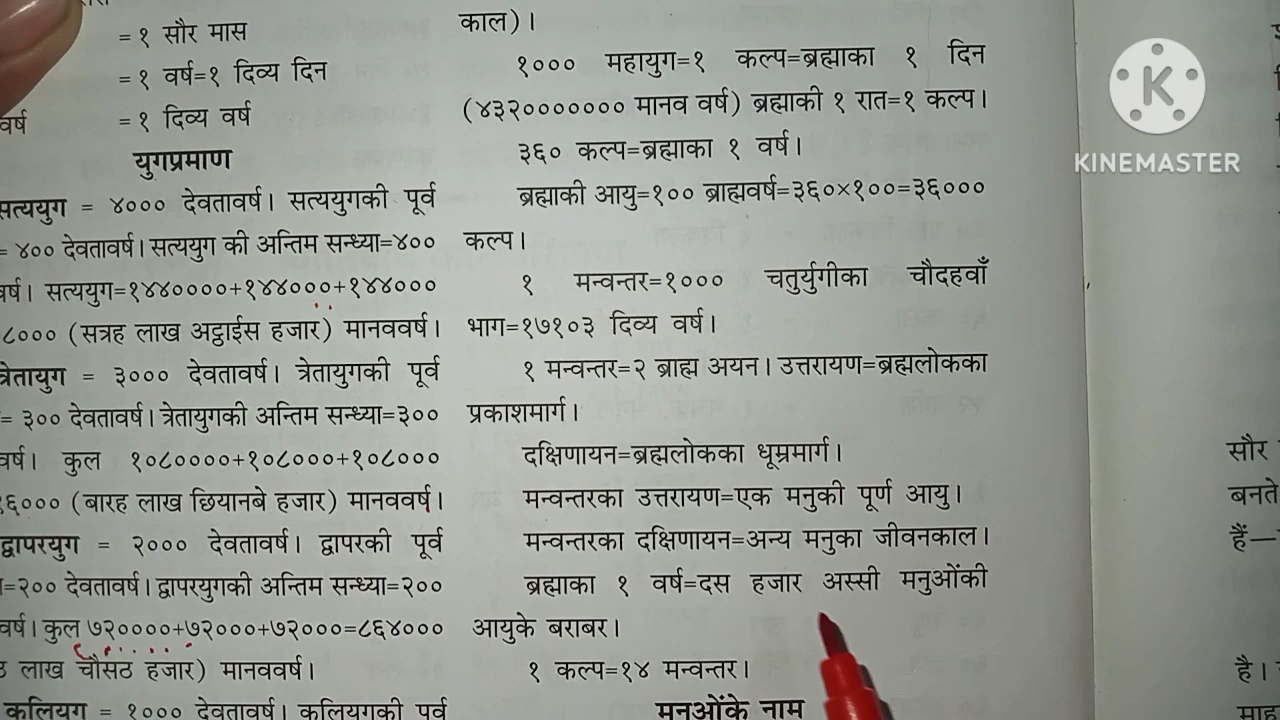 = १ सौर मास
= १ वर्ष=१ दिव्य दिन
वर्ष = १ दिव्य वर्ष
युगप्रमाण
सत्ययुग = ४००० देवतावर्ष। सत्ययुगकी पूर्व
= ४०० देवतावर्ष। सत्ययुग की अन्तिम सन्ध्या=४००
वर्ष। सत्ययुग=१४४००००+१४४०००+१४४०००
८००० (सत्रह लाख अट्ठाईस हजार) मानववर्ष।
त्रेतायुग = ३००० देवतावर्ष। त्रेतायुगकी पूर्व
= ३०० देवतावर्ष। त्रेतायुगकी अन्तिम सन्ध्या=३००
वर्ष। कुल १०८००००+१०८०००+१०८०००
९६००० (बारह लाख छियानबे हजार) मानववर्ष।
द्वापरयुग = २००० देवतावर्ष। द्वापरकी पूर्व
=२०० देवतावर्ष। द्वापरयुगकी अन्तिम सन्ध्या=२००
वर्ष। कुल ७२००००+७२०००+७२०००=८६४०००
लाख चौसठ हजार) मानववर्ष।
कलियुग = १००० देवतावर्ष। कलियुगकी पूर्व
काल)।
१००० महायुग=१ कल्प=ब्रह्माका १ दिन
(४३२००००००० मानव वर्ष) ब्रह्माकी १ रात=१ कल्प।
३६० कल्प=ब्रह्माका १ वर्ष।
ब्रह्माकी आयु=१०० ब्राह्मवर्ष=३६०×१००=३६०००
कल्प।
१ मन्वन्तर=१००० चतुर्युगीका चौदहवाँ
भाग=१७१०३ दिव्य वर्ष।
१ मन्वन्तर=२ ब्राह्म अयन। उत्तरायण=ब्रह्मलोकका
प्रकाशमार्ग।
दक्षिणायन=ब्रह्मलोकका धूम्रमार्ग।
मन्वन्तरका उत्तरायण=एक मनुकी पूर्ण आयु।
मन्वन्तरका दक्षिणायन=अन्य मनुका जीवनकाल।
ब्रह्माका १ वर्ष=दस हजार अस्सी मनुओंकी
आयुके बराबर।
१ कल्प=१४ मन्वन्तर।
मनुओंके नाम
सौर
बनते
हैं—
है।
K
KINEMASTER